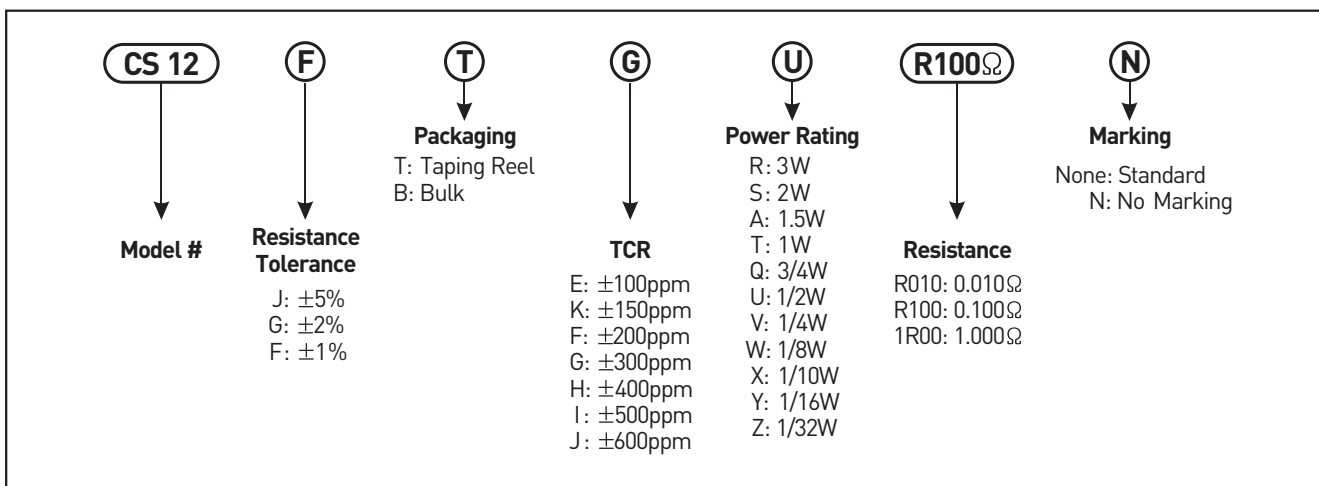 CS 12 F T G U R100Ω N
Model #
Resistance
Tolerance
J: ±5%
G: ±2%
F: ±1%
Packaging
T: Taping Reel
B: Bulk
TCR
E: ±100ppm
K: ±150ppm
F: ±200ppm
G: ±300ppm
H: ±400ppm
I: ±500ppm
J: ±600ppm
Power Rating
R: 3W
S: 2W
A: 1.5W
T: 1W
Q: 3/4W
U: 1/2W
V: 1/4W
W: 1/8W
X: 1/10W
Y: 1/16W
Z: 1/32W
Resistance
R010: 0.010Ω
R100: 0.100Ω
1R00: 1.000Ω
Marking
None: Standard
N: No Marking